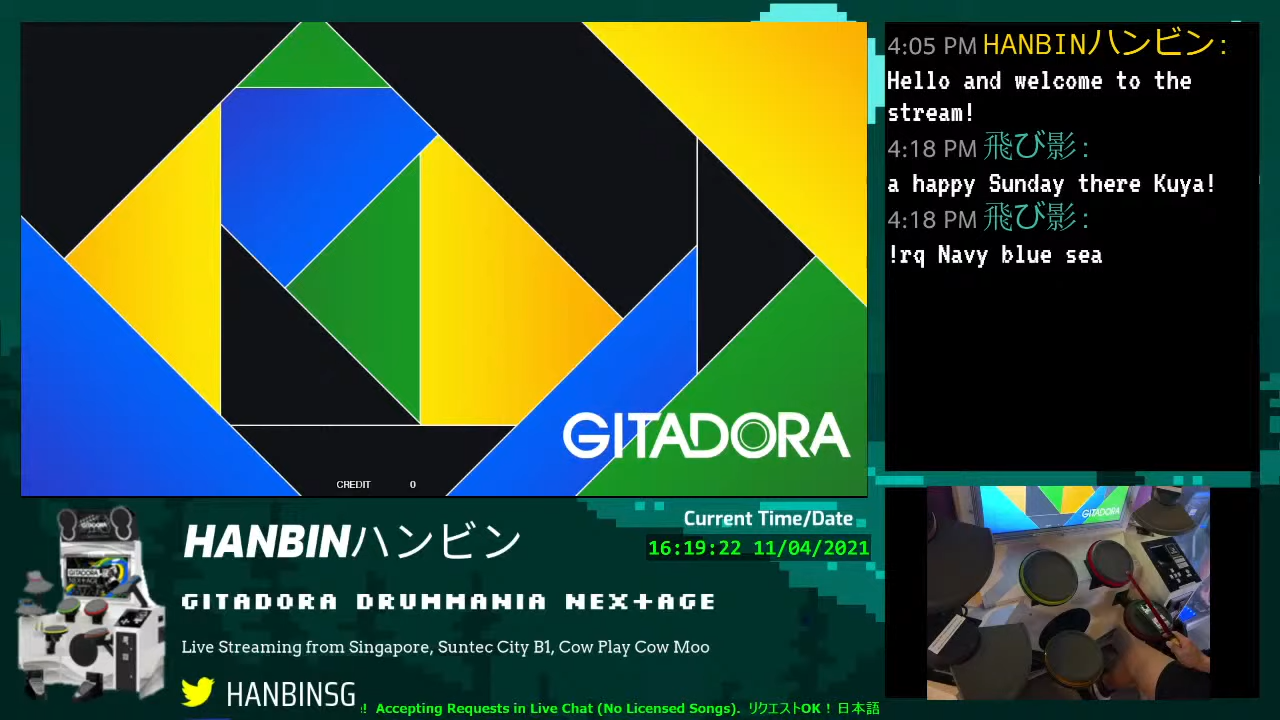 4:05 PM HANBINハンビン:
Hello and welcome to the
stream!
4:18 PM 飛び影:
a happy Sunday there Kuya!
4:18 PM 飛び影:
!rq Navy blue sea
GITADORA
CREDIT 0
GITADORA
HANBINハンビン
Current Time/Date
16:19:22 11/04/2021
GITADORA DRUMMANIA NEX+AGE
Live Streaming from Singapore, Suntec City B1, Cow Play Cow Moo
HANBINSG
!! Accepting Requests in Live Chat (No Licensed Songs). リクエストOK！日本語